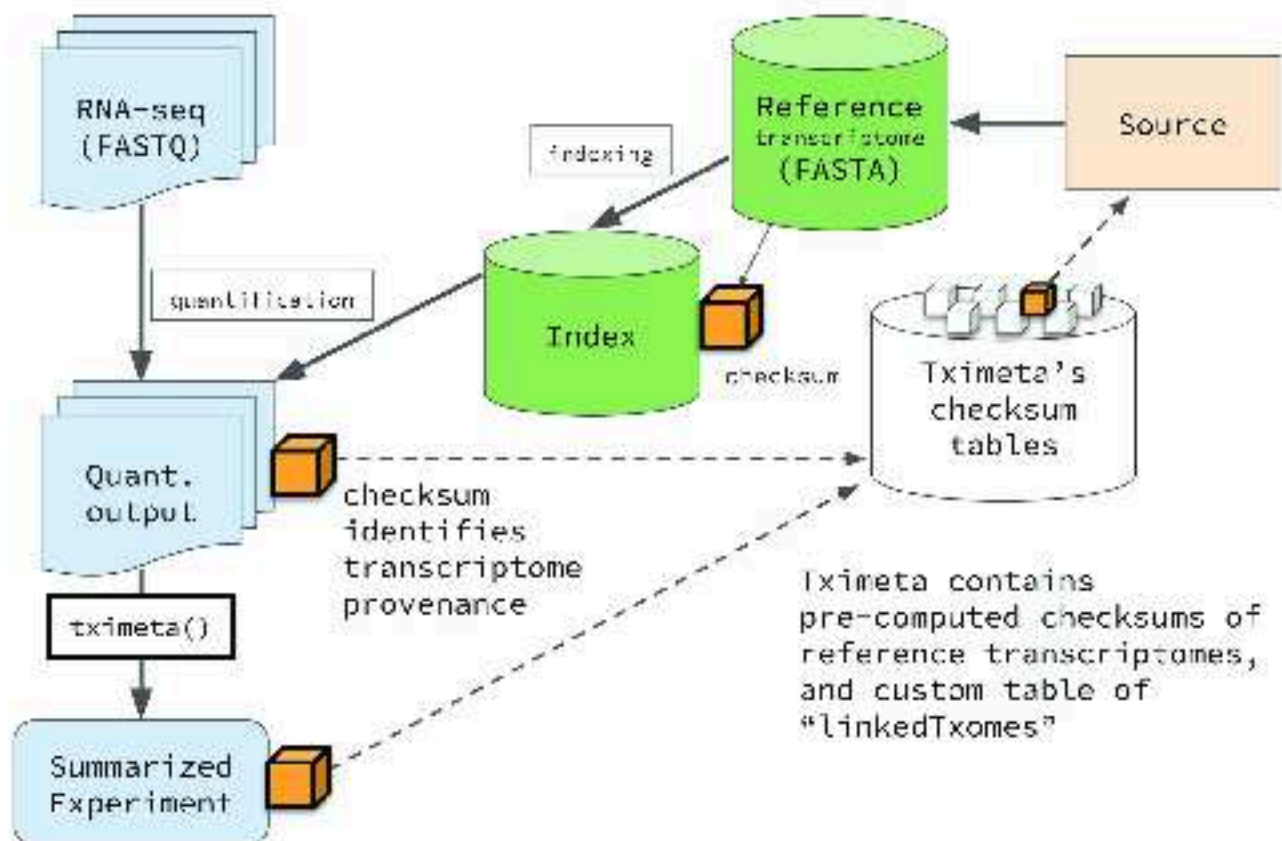 RNA-seq
(FASTQ)
Reference
transcriptome
(FASTA)
Source
indexing
quantification
Index
checksum
Tximeta's
checksum
tables
Quant.
output
checksum
identifies
transcriptome
provenance
tximeta()
Tximeta contains
pre-computed checksums of
reference transcriptomes,
and custom table of
“linkedTxomes”
Summarized
Experiment